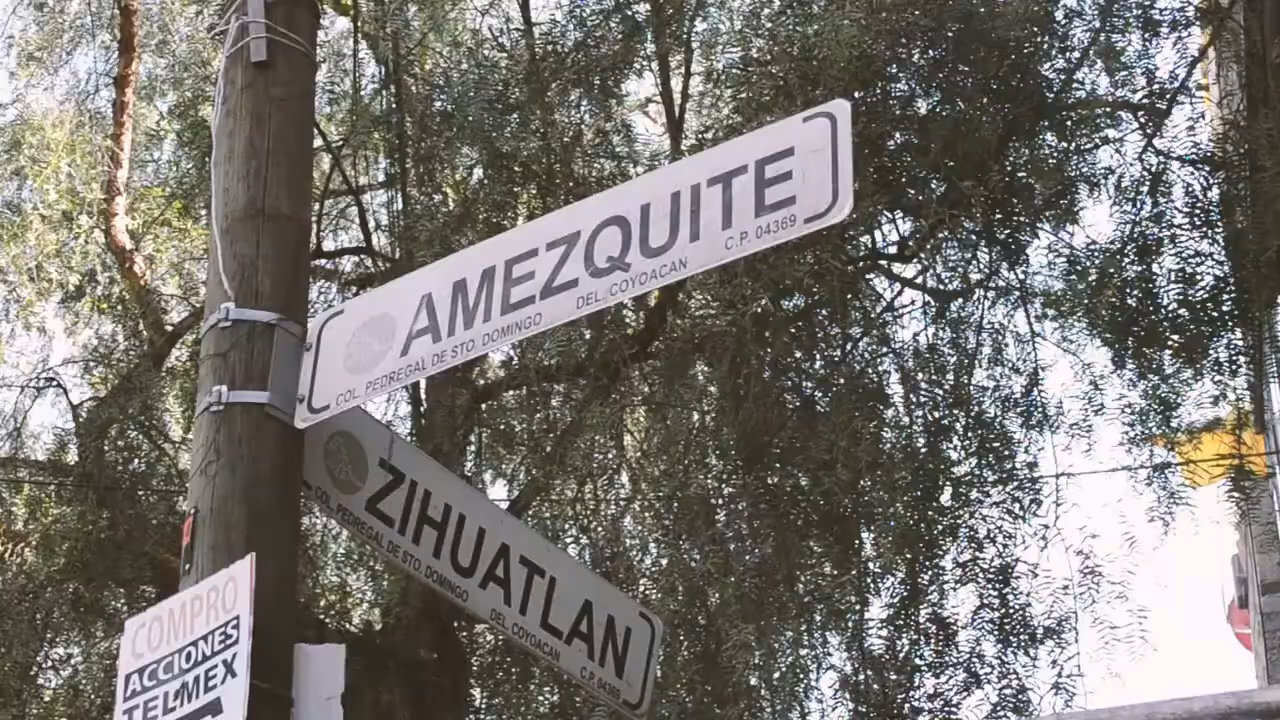 AMEZQUITE
COL. PEDREGAL DE STO. DOMINGO DEL. COYOACAN C.P. 04369
ZIHUATLAN
COL. PEDREGAL DE STO. DOMINGO DEL. COYOACAN C.P. 04369
COMPRO
ACCIONES
TELMEX